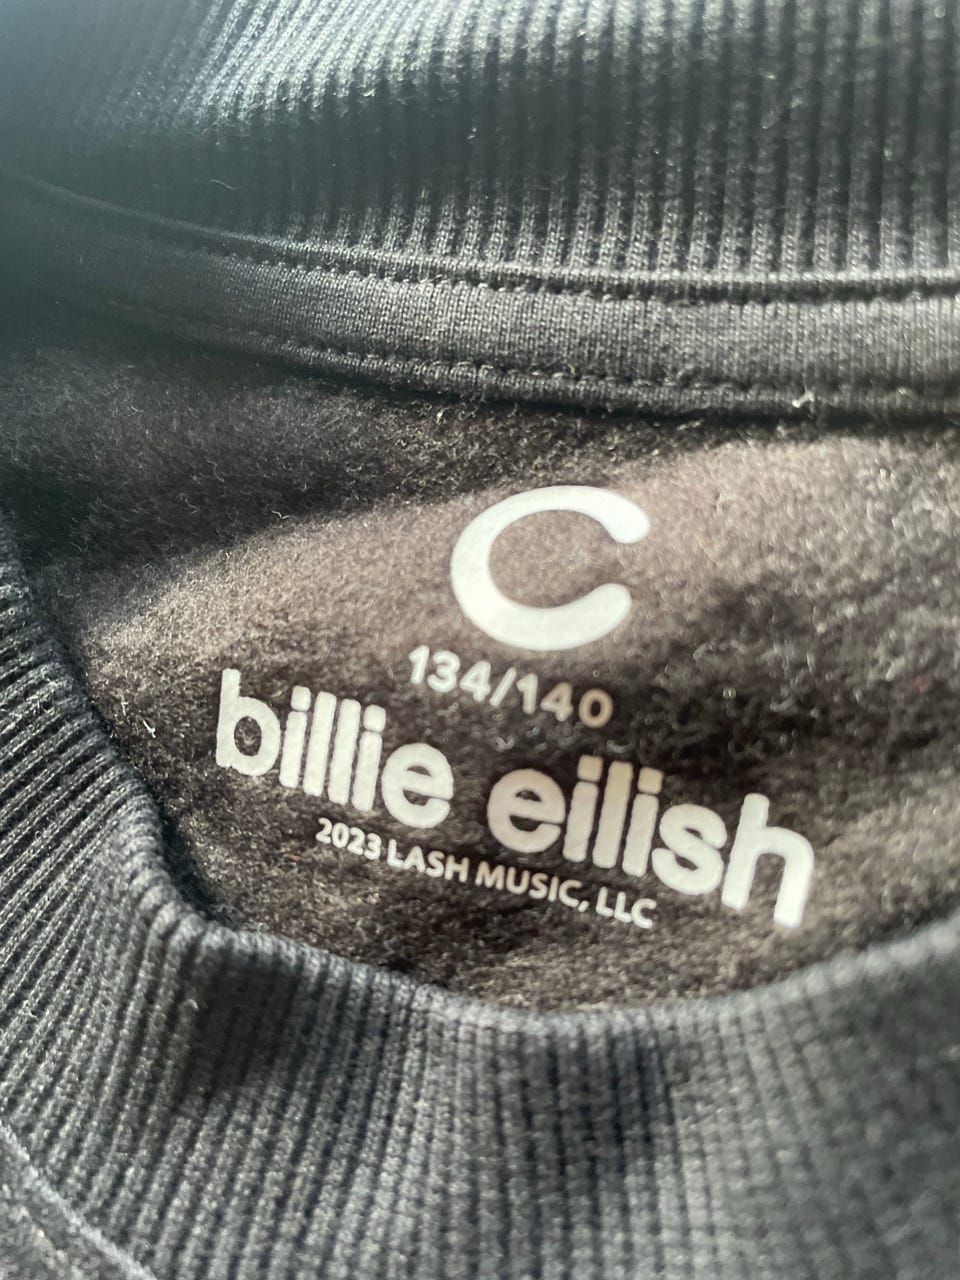 C
134/140
billie eilish
2023 LASH MUSIC, LLC